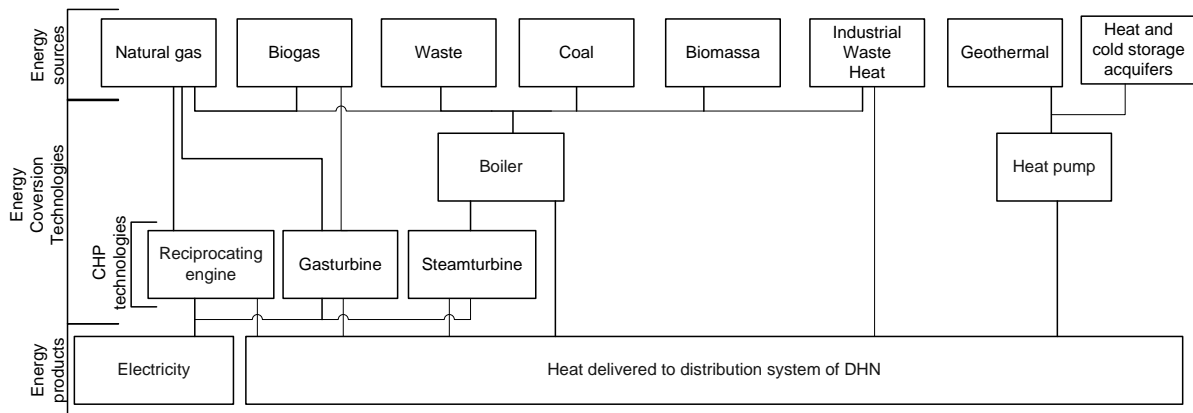 Energy
sources
Natural gas
Biogas
Waste
Coal
Biomassa
Industrial
Waste
Heat
Geothermal
Heat and
cold storage
acquifers
Energy
Coversion
Technologies
Boiler
Heat pump
CHP
technologies
Reciprocating
engine
Gasturbine
Steamturbine
Energy
products
Electricity
Heat delivered to distribution system of DHN